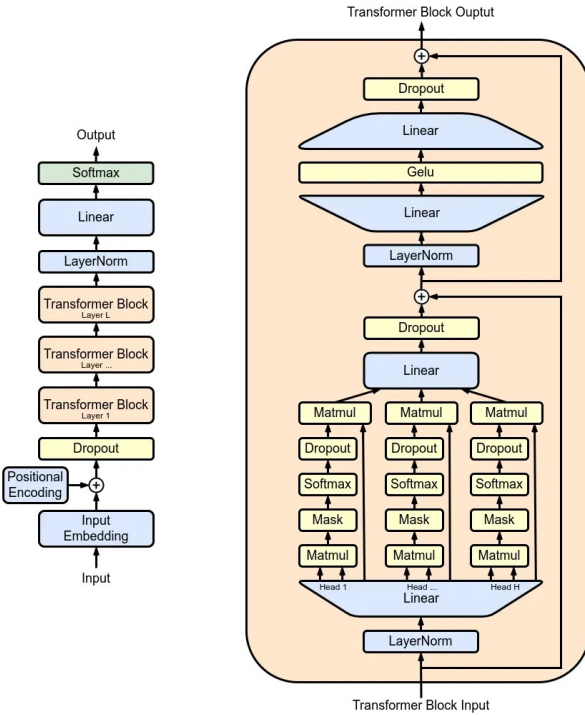 Output
Softmax
Linear
LayerNorm
Transformer Block
Layer L
Transformer Block
Layer ...
Transformer Block
Layer 1
Dropout
Positional
Encoding
+
Input
Embedding
Input
Transformer Block Ouptut
+
Dropout
Linear
Gelu
Linear
LayerNorm
+
Dropout
Linear
Matmul Matmul Matmul
Dropout Dropout Dropout
Softmax Softmax Softmax
Mask Mask Mask
Matmul Matmul Matmul
Head 1 Head ... Head H
Linear
LayerNorm
Transformer Block Input